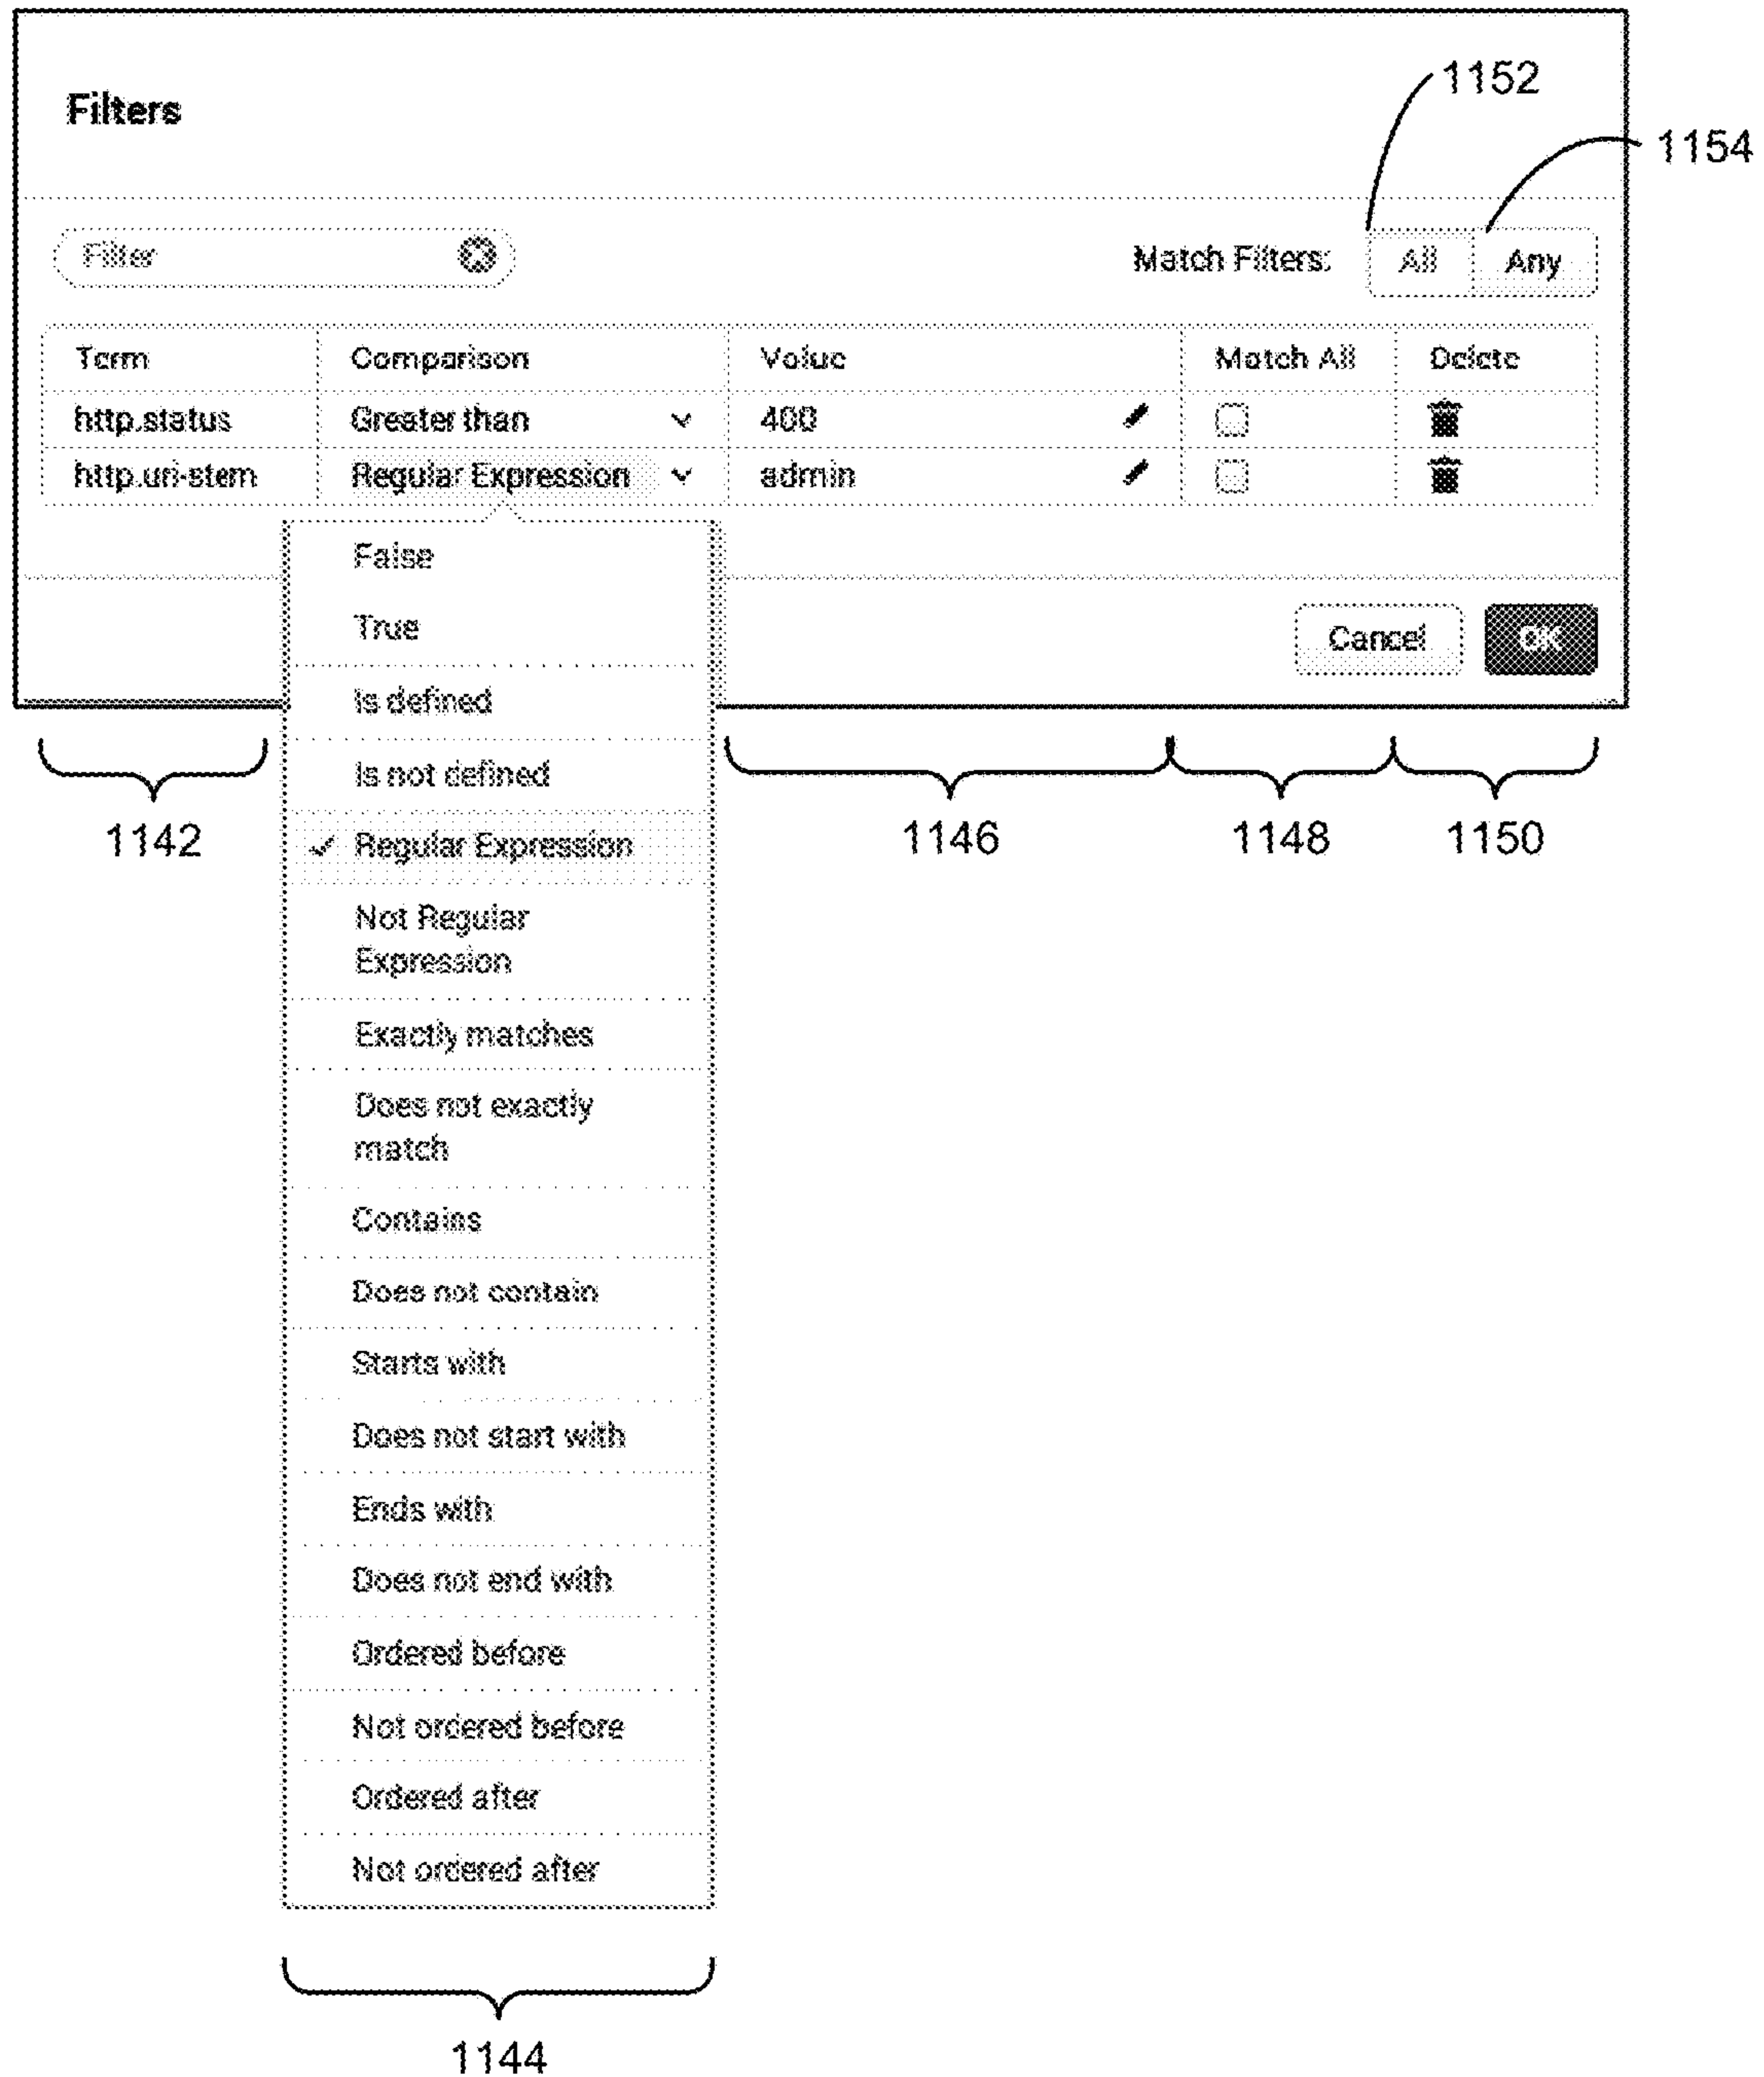 1152
1154
Filters
Filter
Match Filters: All Any
Term Comparison Value Match All Delete
http.status Greater than 400
http.uri-stem Regular Expression admin
False
True
Cancel OK
Is defined
Is not defined
1142 1146 1148 1150
Regular Expression
Not Regular
Expression
Exactly matches
Does not exactly
match
Contains
Does not contain
Starts with
Does not start with
Ends with
Does not end with
Ordered before
Not ordered before
Ordered after
Not ordered after
1144